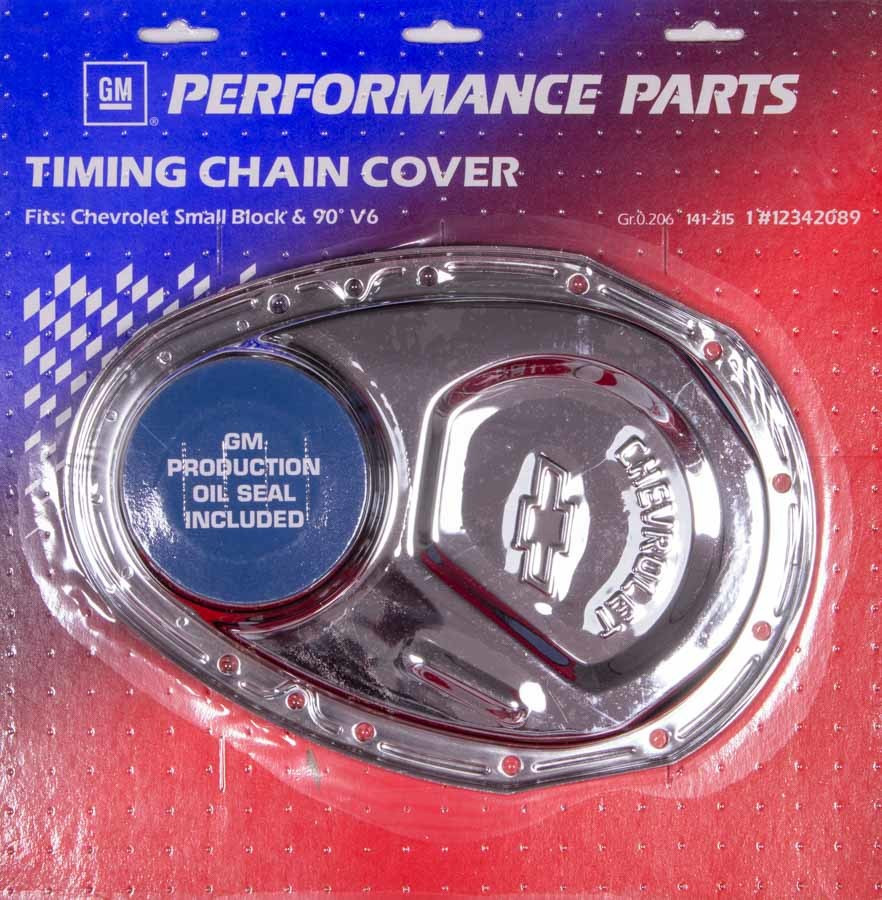 GM
®
PERFORMANCE PARTS
TIMING CHAIN COVER
Fits: Chevrolet Small Block & 90° V6
Gr.0.206 141-215 1 #12342089
GM
PRODUCTION
OIL SEAL
INCLUDED
CHEVROLET